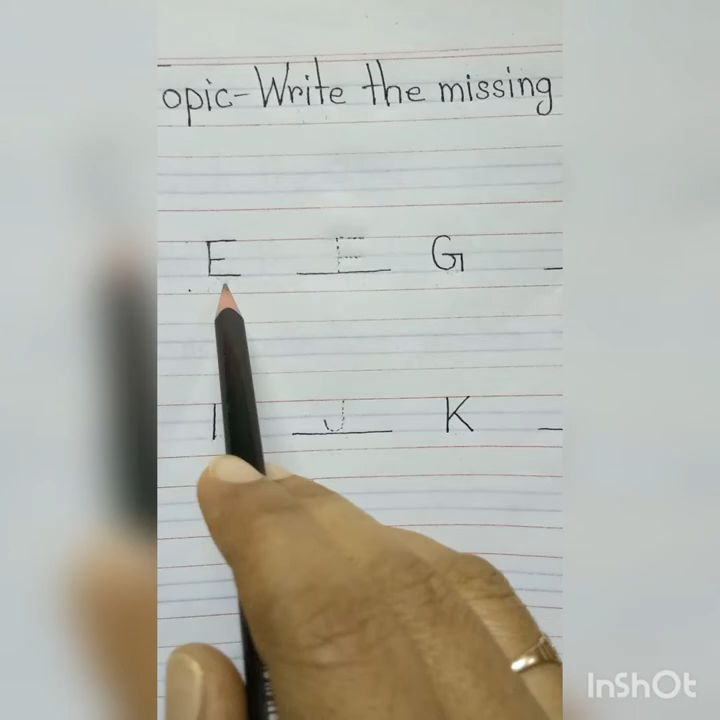 opic-Write the missing
E F G _
I J K _
InShOt